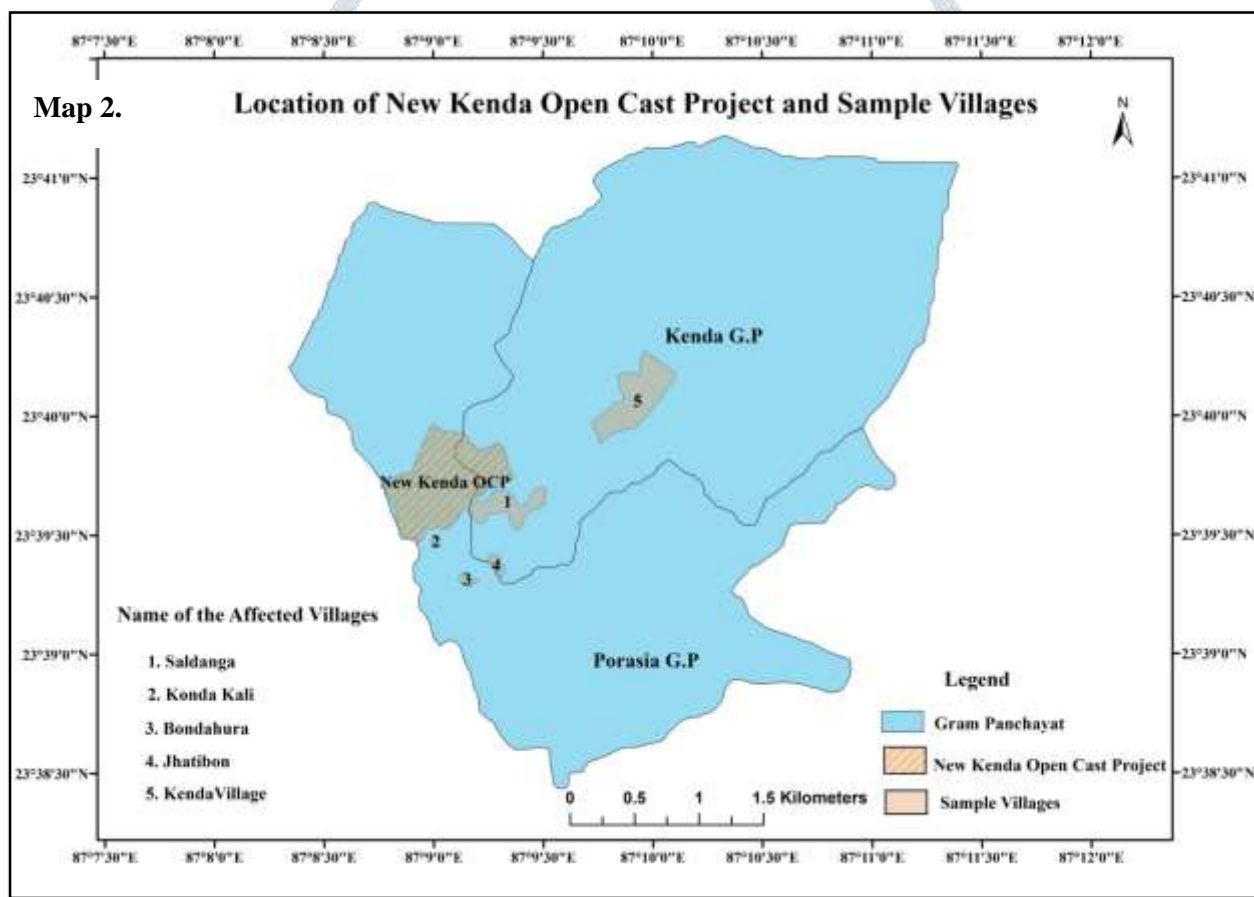 87°7'30"E 87°8'0"E 87°8'30"E 87°9'0"E 87°9'30"E 87°10'0"E 87°10'30"E 87°11'0"E 87°11'30"E 87°12'0"E
Map 2.
Location of New Kenda Open Cast Project and Sample Villages
N
23°41'0"N 23°41'0"N
23°40'30"N 23°40'30"N
Kenda G.P
5
23°40'0"N 23°40'0"N
New Kenda OCP
1
23°39'30"N 23°39'30"N
2
4
3
Name of the Affected Villages
1. Saldanga
2. Konda Kali
3. Bondahura
4. Jhatibon
5. KendaVillage
23°39'0"N 23°39'0"N
Porasia G.P
Legend
Gram Panchayat
New Kenda Open Cast Project
Sample Villages
23°38'30"N 23°38'30"N
0 0.5 1 1.5 Kilometers
87°7'30"E 87°8'0"E 87°8'30"E 87°9'0"E 87°9'30"E 87°10'0"E 87°10'30"E 87°11'0"E 87°11'30"E 87°12'0"E